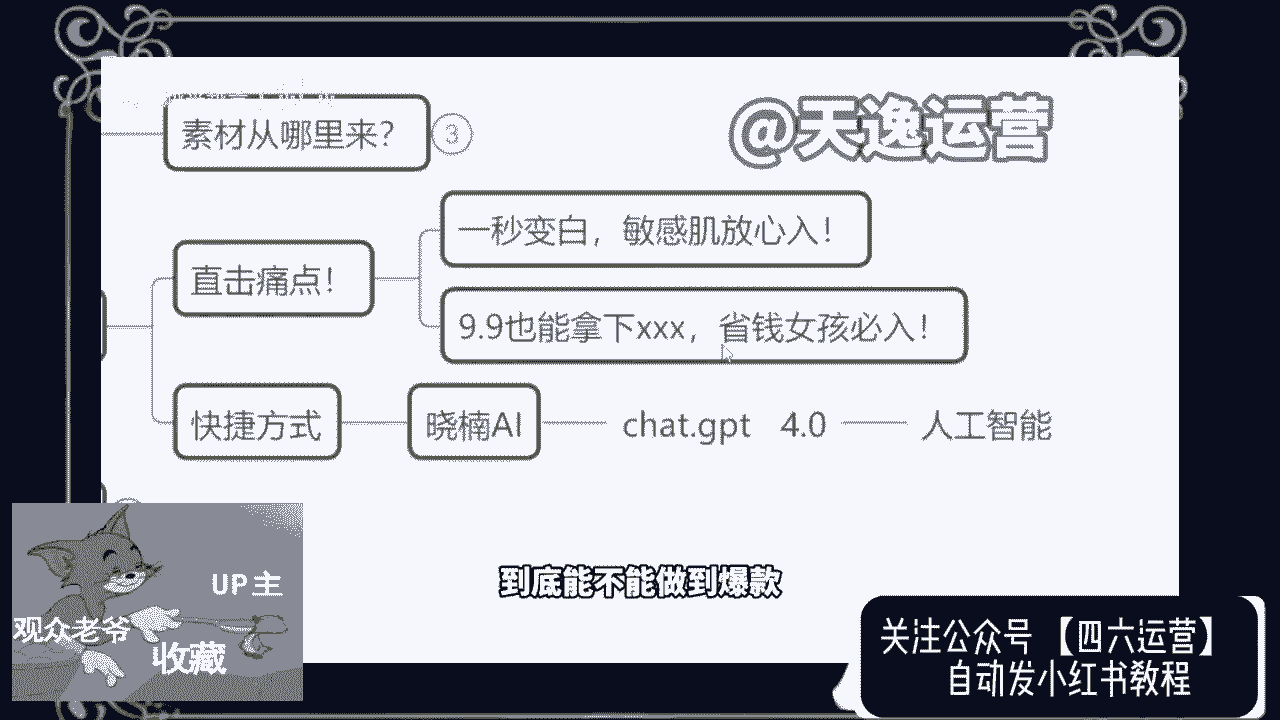 素材从哪里来？
3
@天逸运营
一秒变白，敏感肌放心入！
直击痛点！
9.9也能拿下xxx，省钱女孩必入！
快捷方式
晓楠AI
chat.gpt 4.0
人工智能
UP主
观众老爷
收藏
到底能不能做到爆款
关注公众号【四六运营】
自动发小红书教程